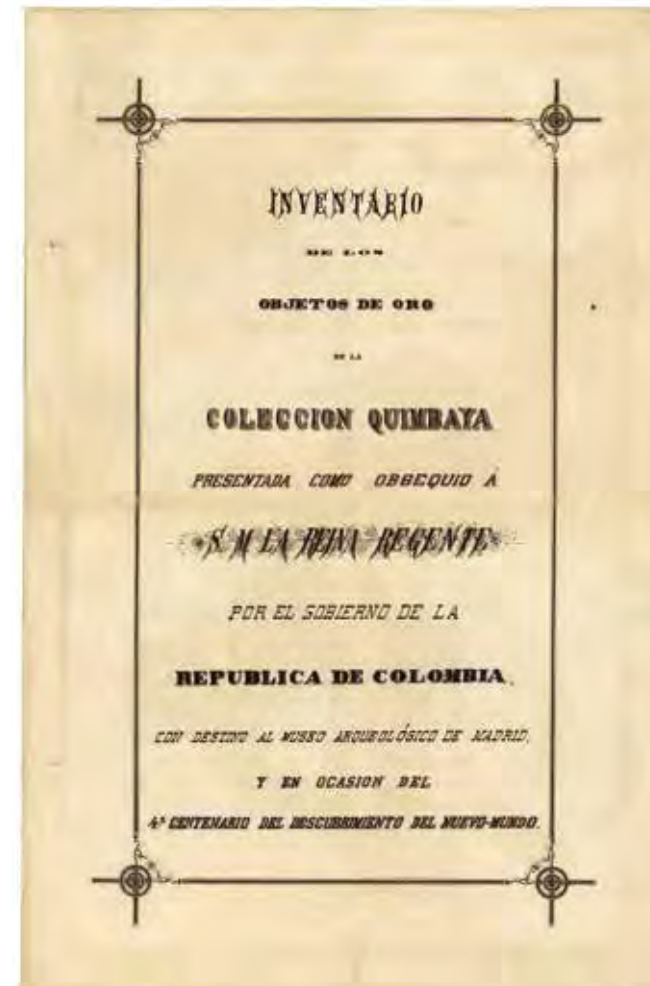 INVENTARIO
DE LOS
OBJETOS DE ORO
DE LA
COLECCION QUIMBAYA
PRESENTADA COMO OBSEQUIO Á
S. M. LA REINA REGENTE
POR EL GOBIERNO DE LA
REPUBLICA DE COLOMBIA,
CON DESTINO AL MUSEO ARQUEOLÓGICO DE MADRID,
Y EN OCASION DEL
4º CENTENARIO DEL DESCUBRIMIENTO DEL NUEVO-MUNDO.